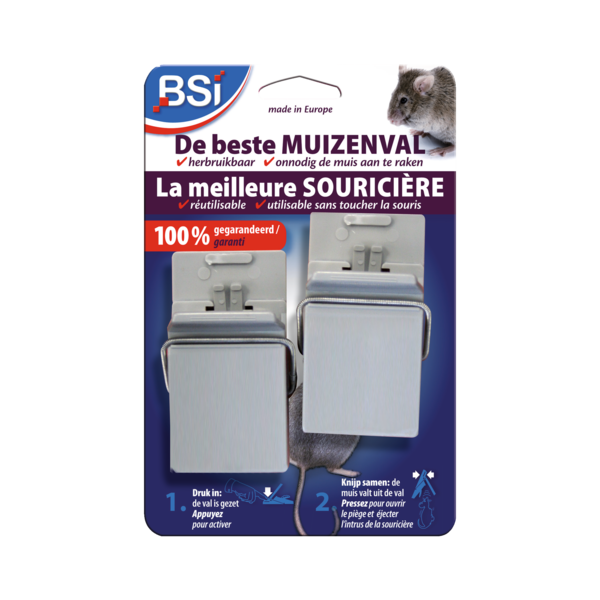 BSi
made in Europe
De beste MUIZENVAL
✓herbruikbaar ✓onnodig de muis aan te raken
La meilleure SOURICIÈRE
✓réutilisable ✓utilisable sans toucher la souris
100% gegarandeerd /
garanti
1. Druk in:
de val is gezet
Appuyez
pour activer
2. Knijp samen: de
muis valt uit de val
Pressez pour ouvrir
le piège et éjecter
l'intrus de la souricière